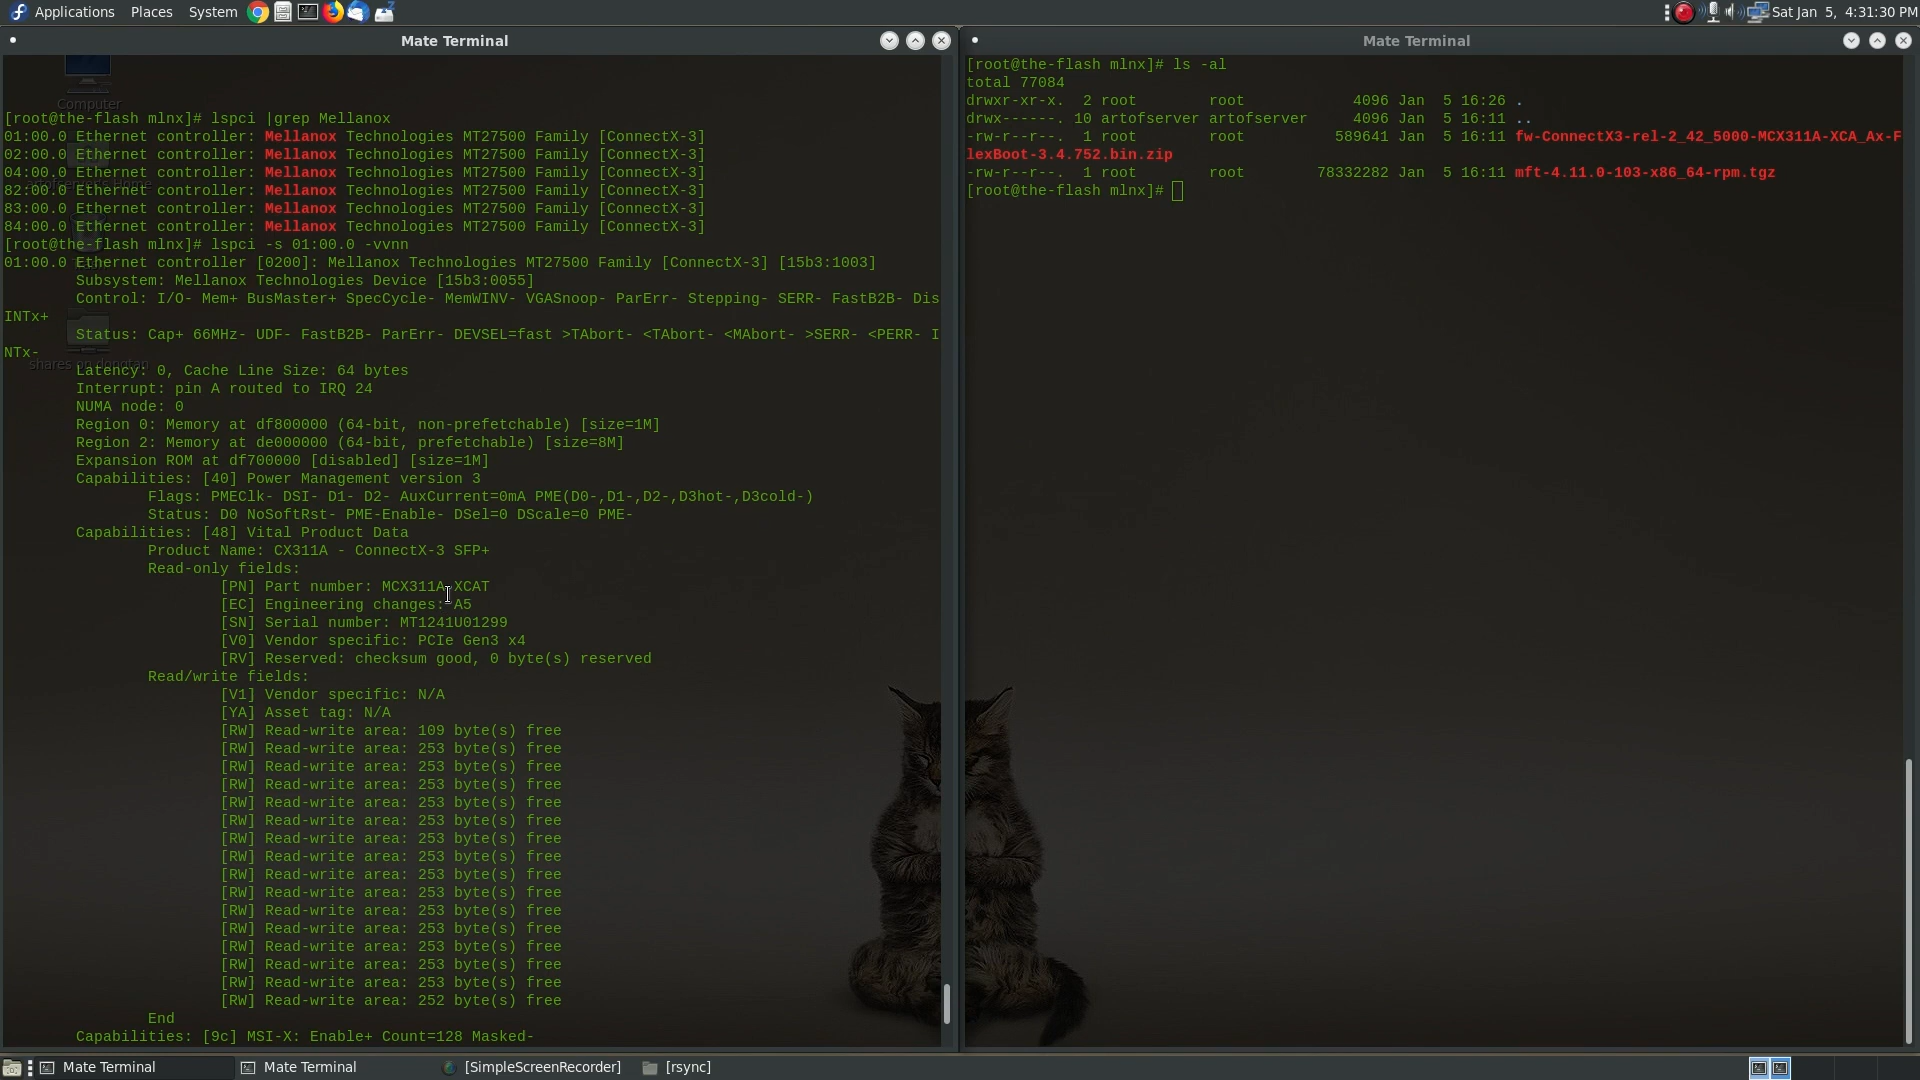 Applications Places System
Sat Jan 5, 4:31:30 PM
Mate Terminal
Computer
[root@the-flash mlnx]# lspci |grep Mellanox
01:00.0 Ethernet controller: Mellanox Technologies MT27500 Family [ConnectX-3]
02:00.0 Ethernet controller: Mellanox Technologies MT27500 Family [ConnectX-3]
04:00.0 Ethernet controller: Mellanox Technologies MT27500 Family [ConnectX-3]
82:00.0 Ethernet controller: Mellanox Technologies MT27500 Family [ConnectX-3]
83:00.0 Ethernet controller: Mellanox Technologies MT27500 Family [ConnectX-3]
84:00.0 Ethernet controller: Mellanox Technologies MT27500 Family [ConnectX-3]
[root@the-flash mlnx]# lspci -s 01:00.0 -vvnn
01:00.0 Ethernet controller [0200]: Mellanox Technologies MT27500 Family [ConnectX-3] [15b3:1003]
Subsystem: Mellanox Technologies Device [15b3:0055]
Control: I/O- Mem+ BusMaster+ SpecCycle- MemWINV- VGASnoop- ParErr- Stepping- SERR- FastB2B- Dis
INTx+
Status: Cap+ 66MHz- UDF- FastB2B- ParErr- DEVSEL=fast >TAbort- <TAbort- <MAbort- >SERR- <PERR- I
NTx-
Latency: 0, Cache Line Size: 64 bytes
Interrupt: pin A routed to IRQ 24
NUMA node: 0
Region 0: Memory at df800000 (64-bit, non-prefetchable) [size=1M]
Region 2: Memory at de000000 (64-bit, prefetchable) [size=8M]
Expansion ROM at df700000 [disabled] [size=1M]
Capabilities: [40] Power Management version 3
Flags: PMEClk- DSI- D1- D2- AuxCurrent=0mA PME(D0-,D1-,D2-,D3hot-,D3cold-)
Status: D0 NoSoftRst- PME-Enable- DSel=0 DScale=0 PME-
Capabilities: [48] Vital Product Data
Product Name: CX311A - ConnectX-3 SFP+
Read-only fields:
[PN] Part number: MCX311A-XCAT
[EC] Engineering changes: A5
[SN] Serial number: MT1241U01299
[V0] Vendor specific: PCIe Gen3 x4
[RV] Reserved: checksum good, 0 byte(s) reserved
Read/write fields:
[V1] Vendor specific: N/A
[YA] Asset tag: N/A
[RW] Read-write area: 109 byte(s) free
[RW] Read-write area: 253 byte(s) free
[RW] Read-write area: 253 byte(s) free
[RW] Read-write area: 253 byte(s) free
[RW] Read-write area: 253 byte(s) free
[RW] Read-write area: 253 byte(s) free
[RW] Read-write area: 253 byte(s) free
[RW] Read-write area: 253 byte(s) free
[RW] Read-write area: 253 byte(s) free
[RW] Read-write area: 253 byte(s) free
[RW] Read-write area: 253 byte(s) free
[RW] Read-write area: 253 byte(s) free
[RW] Read-write area: 253 byte(s) free
[RW] Read-write area: 253 byte(s) free
[RW] Read-write area: 253 byte(s) free
[RW] Read-write area: 252 byte(s) free
End
Capabilities: [9c] MSI-X: Enable+ Count=128 Masked-
Mate Terminal
[root@the-flash mlnx]# ls -al
total 77084
drwxr-xr-x. 2 root root 4096 Jan 5 16:26 .
drwx------. 10 artofserver artofserver 4096 Jan 5 16:11 ..
-rw-r--r--. 1 root root 589641 Jan 5 16:11 fw-ConnectX3-rel-2_42_5000-MCX311A-XCA_Ax-F
lexBoot-3.4.752.bin.zip
-rw-r--r--. 1 root root 78332282 Jan 5 16:11 mft-4.11.0-103-x86_64-rpm.tgz
[root@the-flash mlnx]#
Mate Terminal
Mate Terminal
[SimpleScreenRecorder]
[rsync]